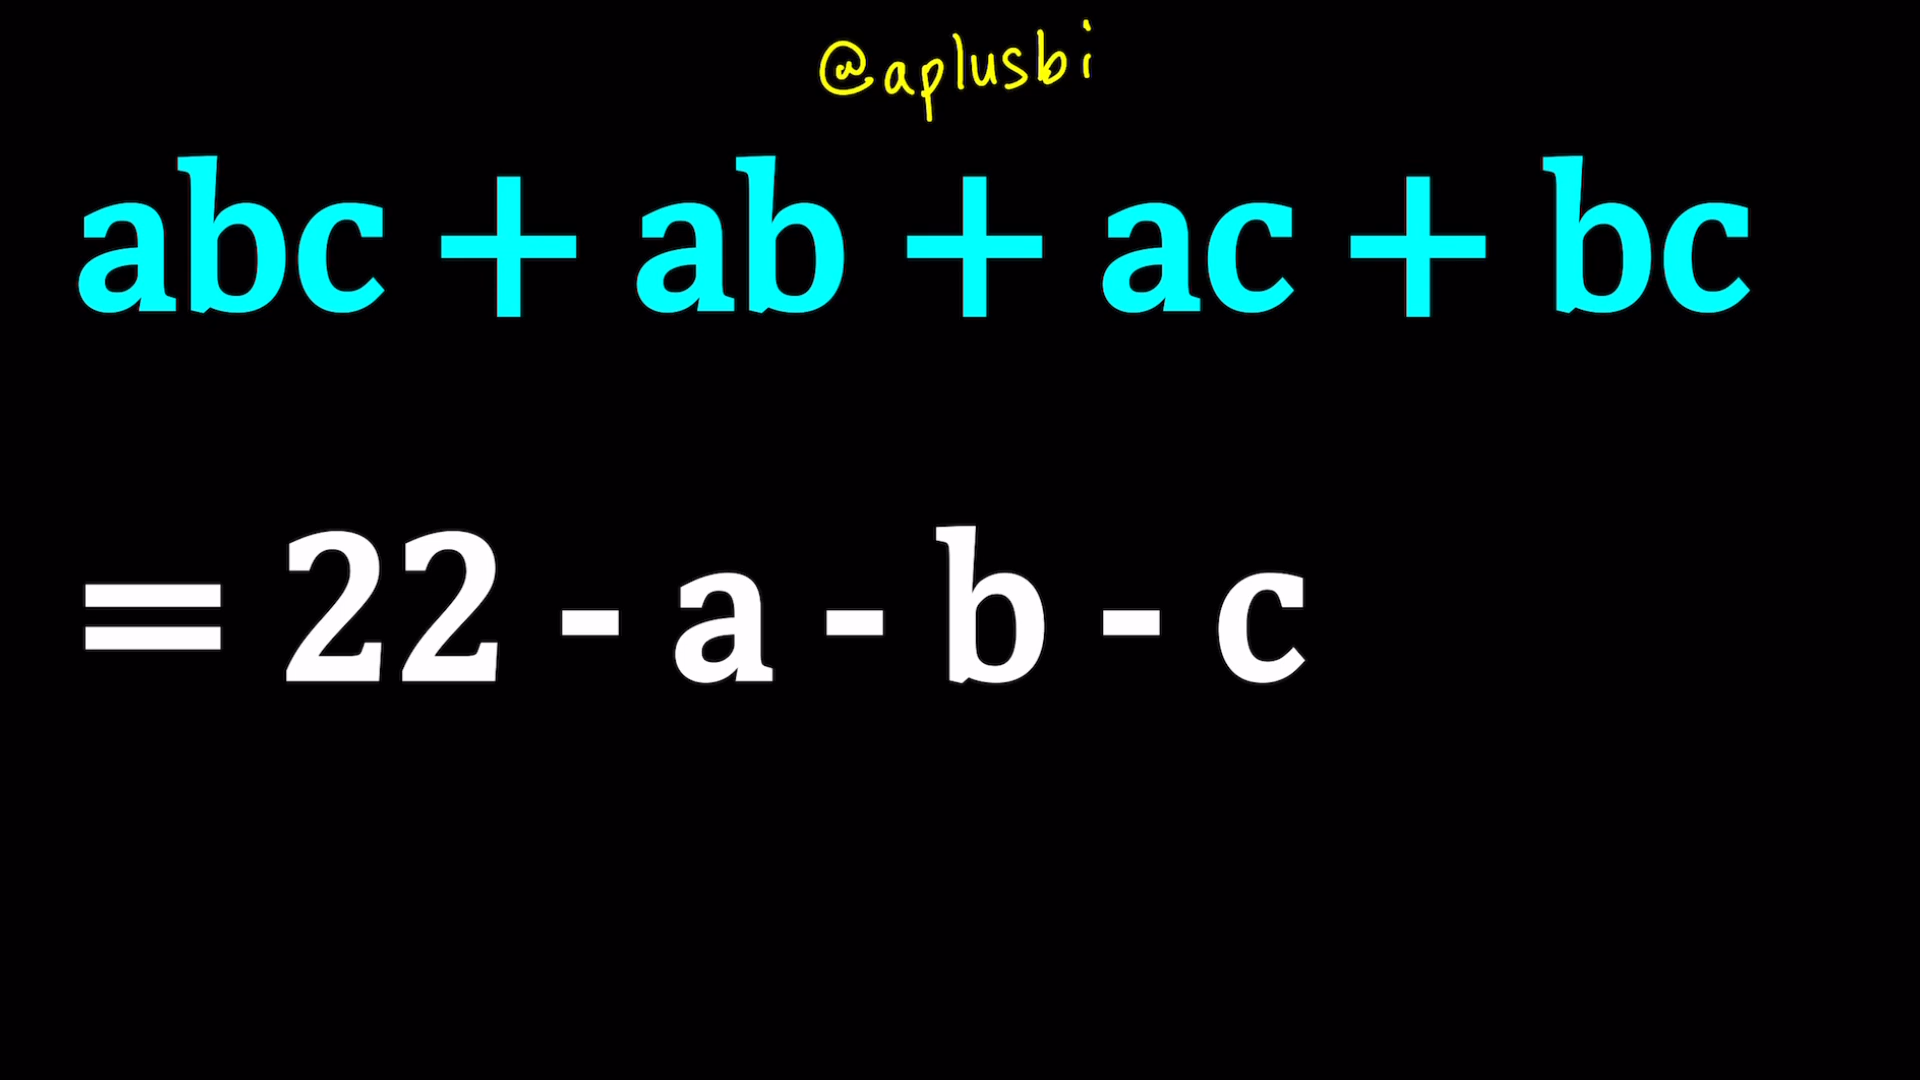 @aplusbi
abc + ab + ac + bc
= 22 - a - b - c